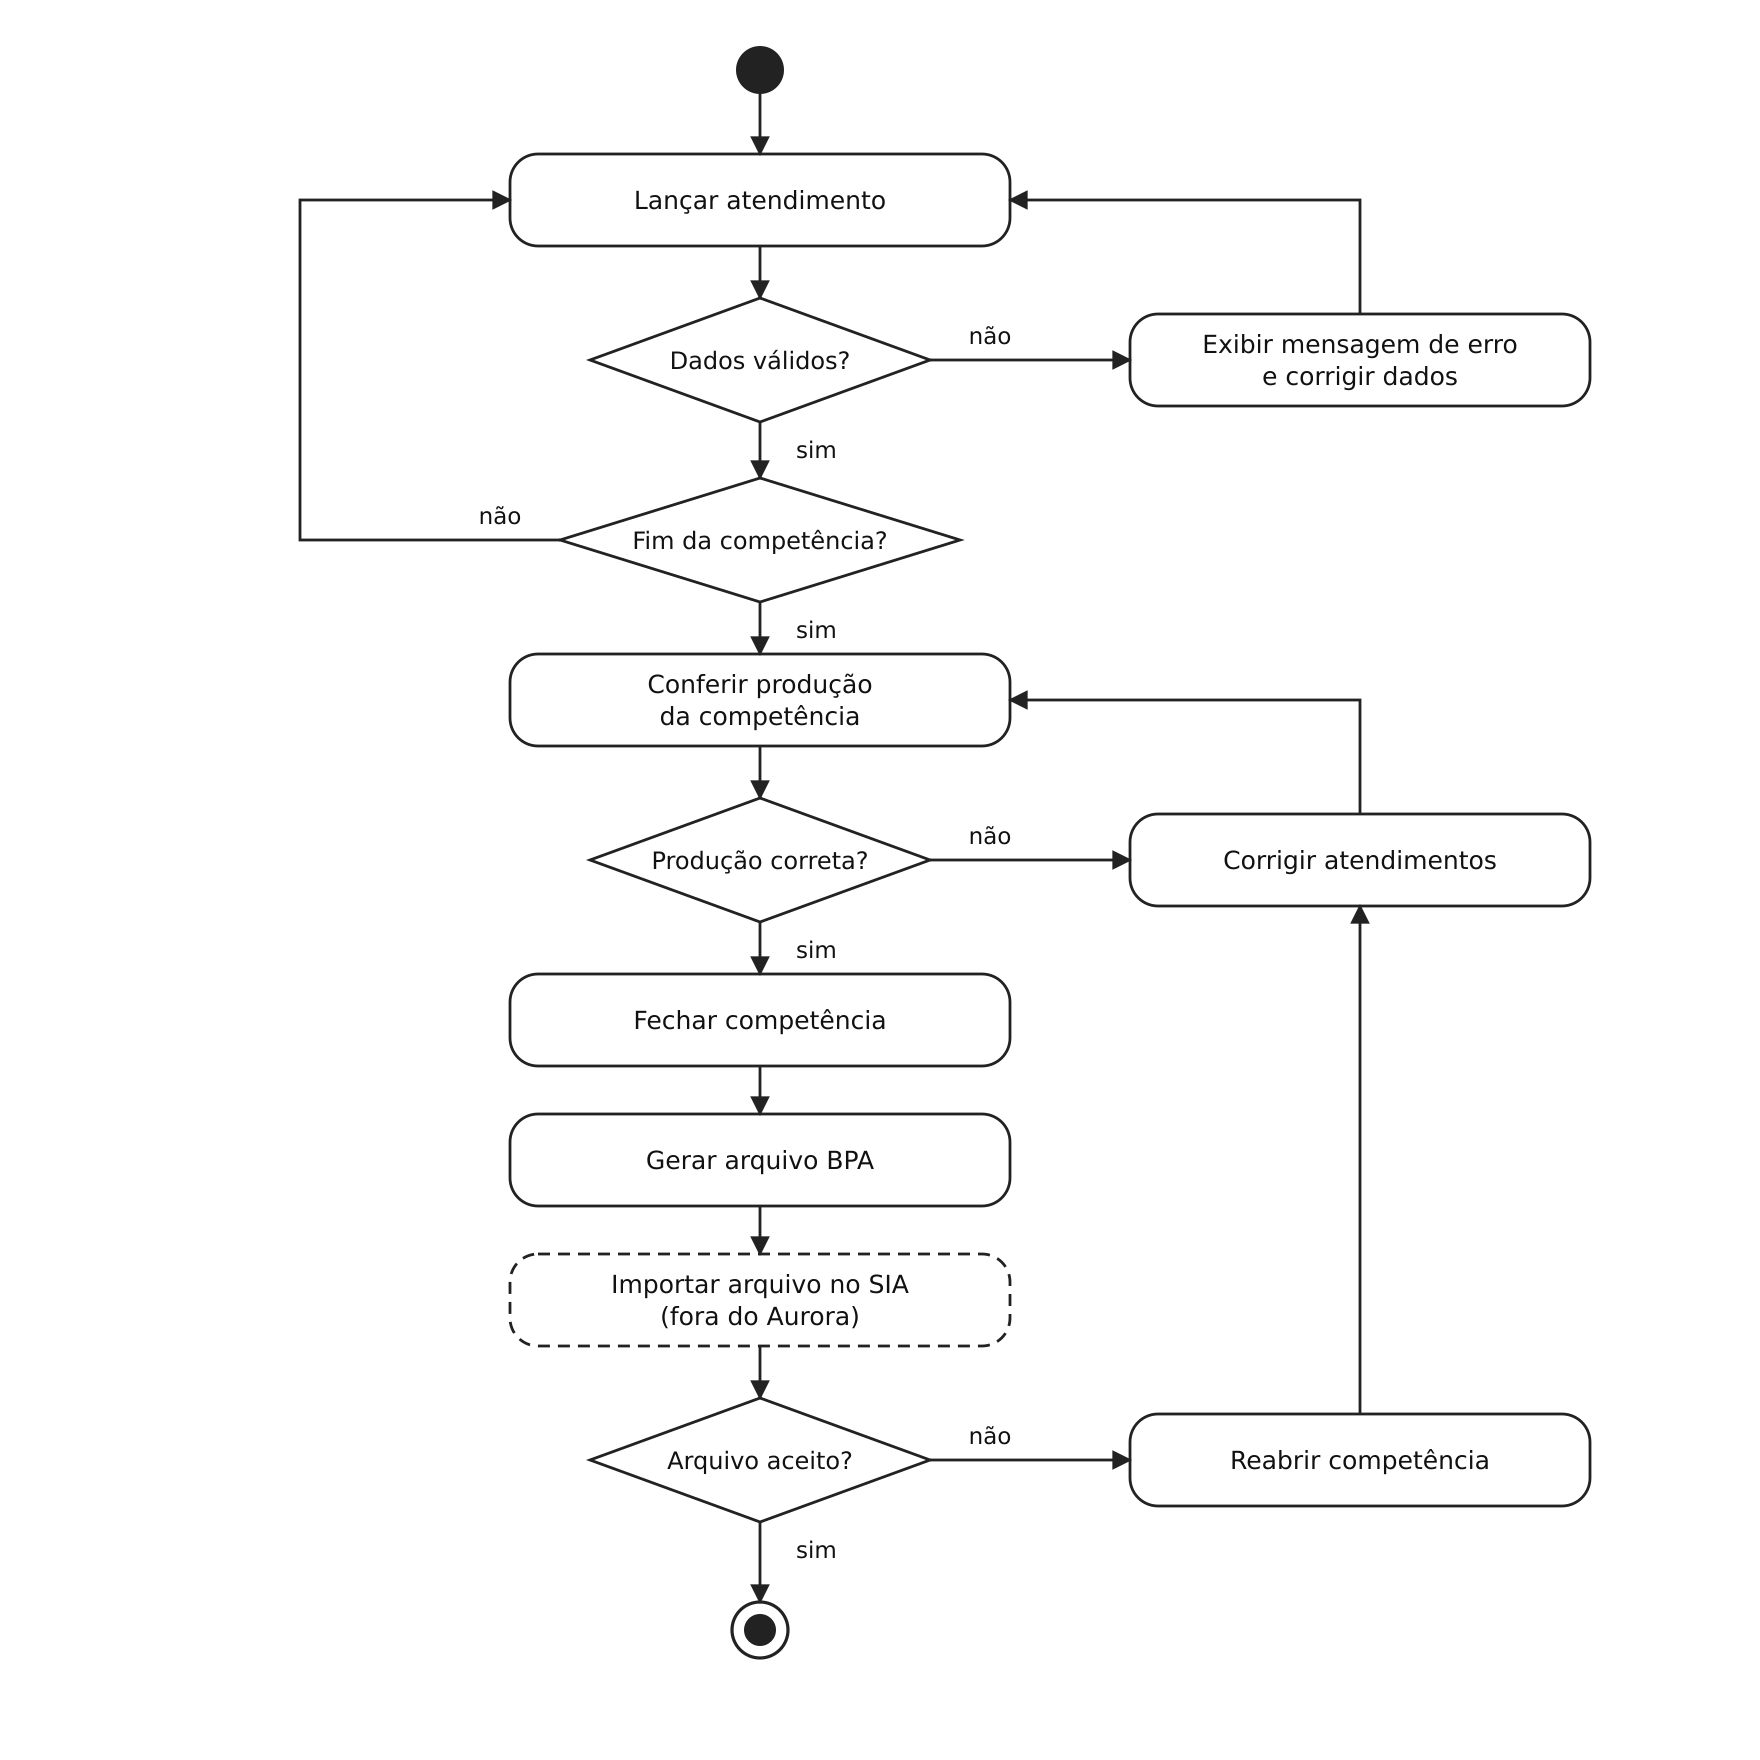 Lançar atendimento
Dados válidos?
não
Exibir mensagem de erro
e corrigir dados
sim
não
Fim da competência?
sim
Conferir produção
da competência
Produção correta?
não
Corrigir atendimentos
sim
Fechar competência
Gerar arquivo BPA
Importar arquivo no SIA
(fora do Aurora)
Arquivo aceito?
não
Reabrir competência
sim